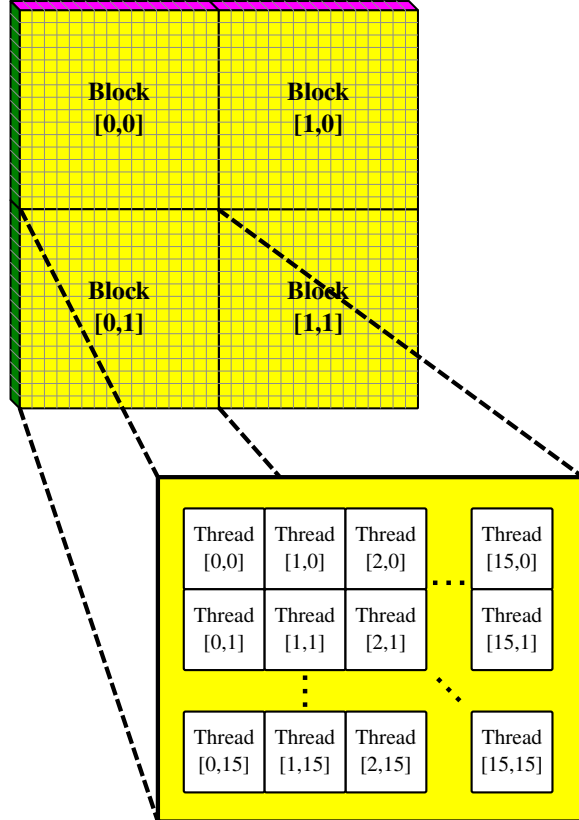 Block
[0,0]
Block
[1,0]
Block
[0,1]
Block
[1,1]
Thread
[0,0]
Thread
[1,0]
Thread
[2,0]
Thread
[15,0]
Thread
[0,1]
Thread
[1,1]
Thread
[2,1]
Thread
[15,1]
Thread
[0,15]
Thread
[1,15]
Thread
[2,15]
Thread
[15,15]